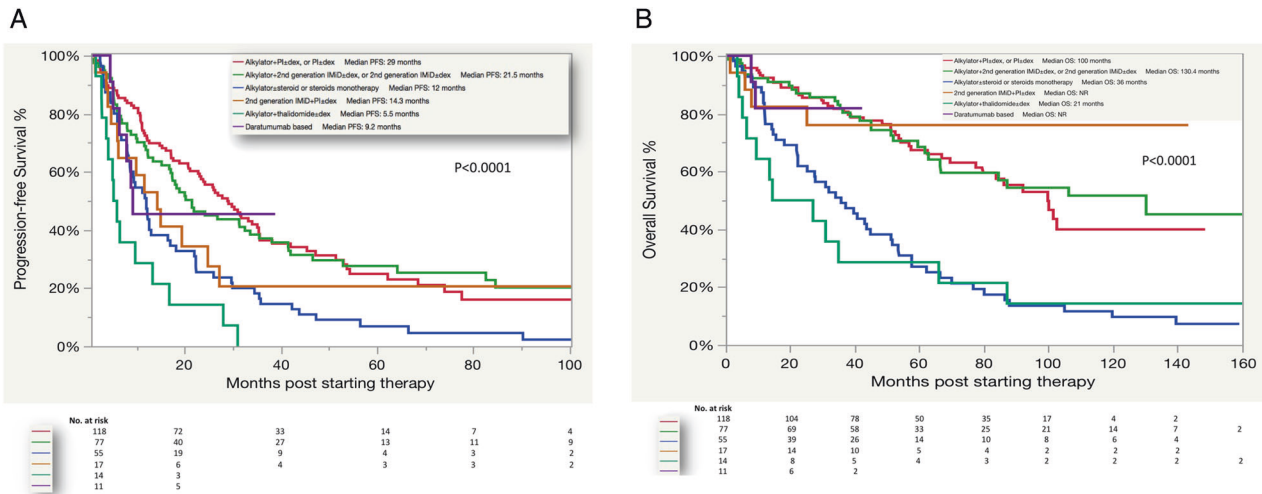 A
100%
80%
60%
40%
20%
0%
Progression-free Survival %
Alkylator+PI±dex, or PI±dex Median PFS: 29 months
Alkylator+2nd generation IMiD±dex, or 2nd generation IMiD±dex Median PFS: 21.5 months
Alkylator±steroid or steroids monotherapy Median PFS: 12 months
2nd generation IMiD+PI±dex Median PFS: 14.3 months
Alkylator+thalidomide±dex Median PFS: 5.5 months
Daratumumab based Median PFS: 9.2 months
P<0.0001
20 40 60 80 100
Months post starting therapy
No. at risk
118 72 33 14 7 4
77 40 27 13 11 9
55 19 9 4 3 2
17 6 4 3 3 2
14 3
11 5
B
100%
80%
60%
40%
20%
0%
Overall Survival %
Alkylator+PI±dex, or PI±dex Median OS: 100 months
Alkylator+2nd generation IMiD±dex, or 2nd generation IMiD±dex Median OS: 130.4 months
Alkylator±steroid or steroids monotherapy Median OS: 36 months
2nd generation IMiD+PI±dex Median OS: NR
Alkylator+thalidomide±dex Median OS: 21 months
Daratumumab based Median OS: NR
P<0.0001
0 20 40 60 80 100 120 140 160
Months post starting therapy
No. at risk
118 104 78 50 35 17 4 2
77 69 58 33 25 21 14 7 2
55 39 26 14 10 8 6 4
17 14 10 5 4 2 2 2
14 8 5 4 3 2 2 2 2
11 6 2